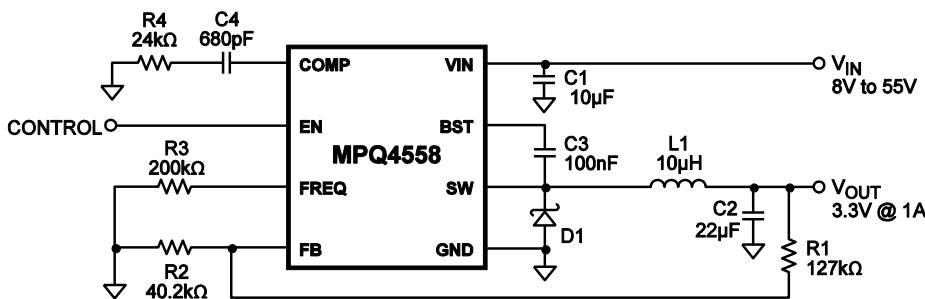 R4
24kΩ
C4
680pF
COMP
VIN
C1
10µF
V_IN
8V to 55V
CONTROL
EN
BST
MPQ4558
C3
100nF
L1
10µH
R3
200kΩ
FREQ
SW
V_OUT
3.3V @ 1A
C2
22µF
D1
FB
GND
R2
40.2kΩ
R1
127kΩ